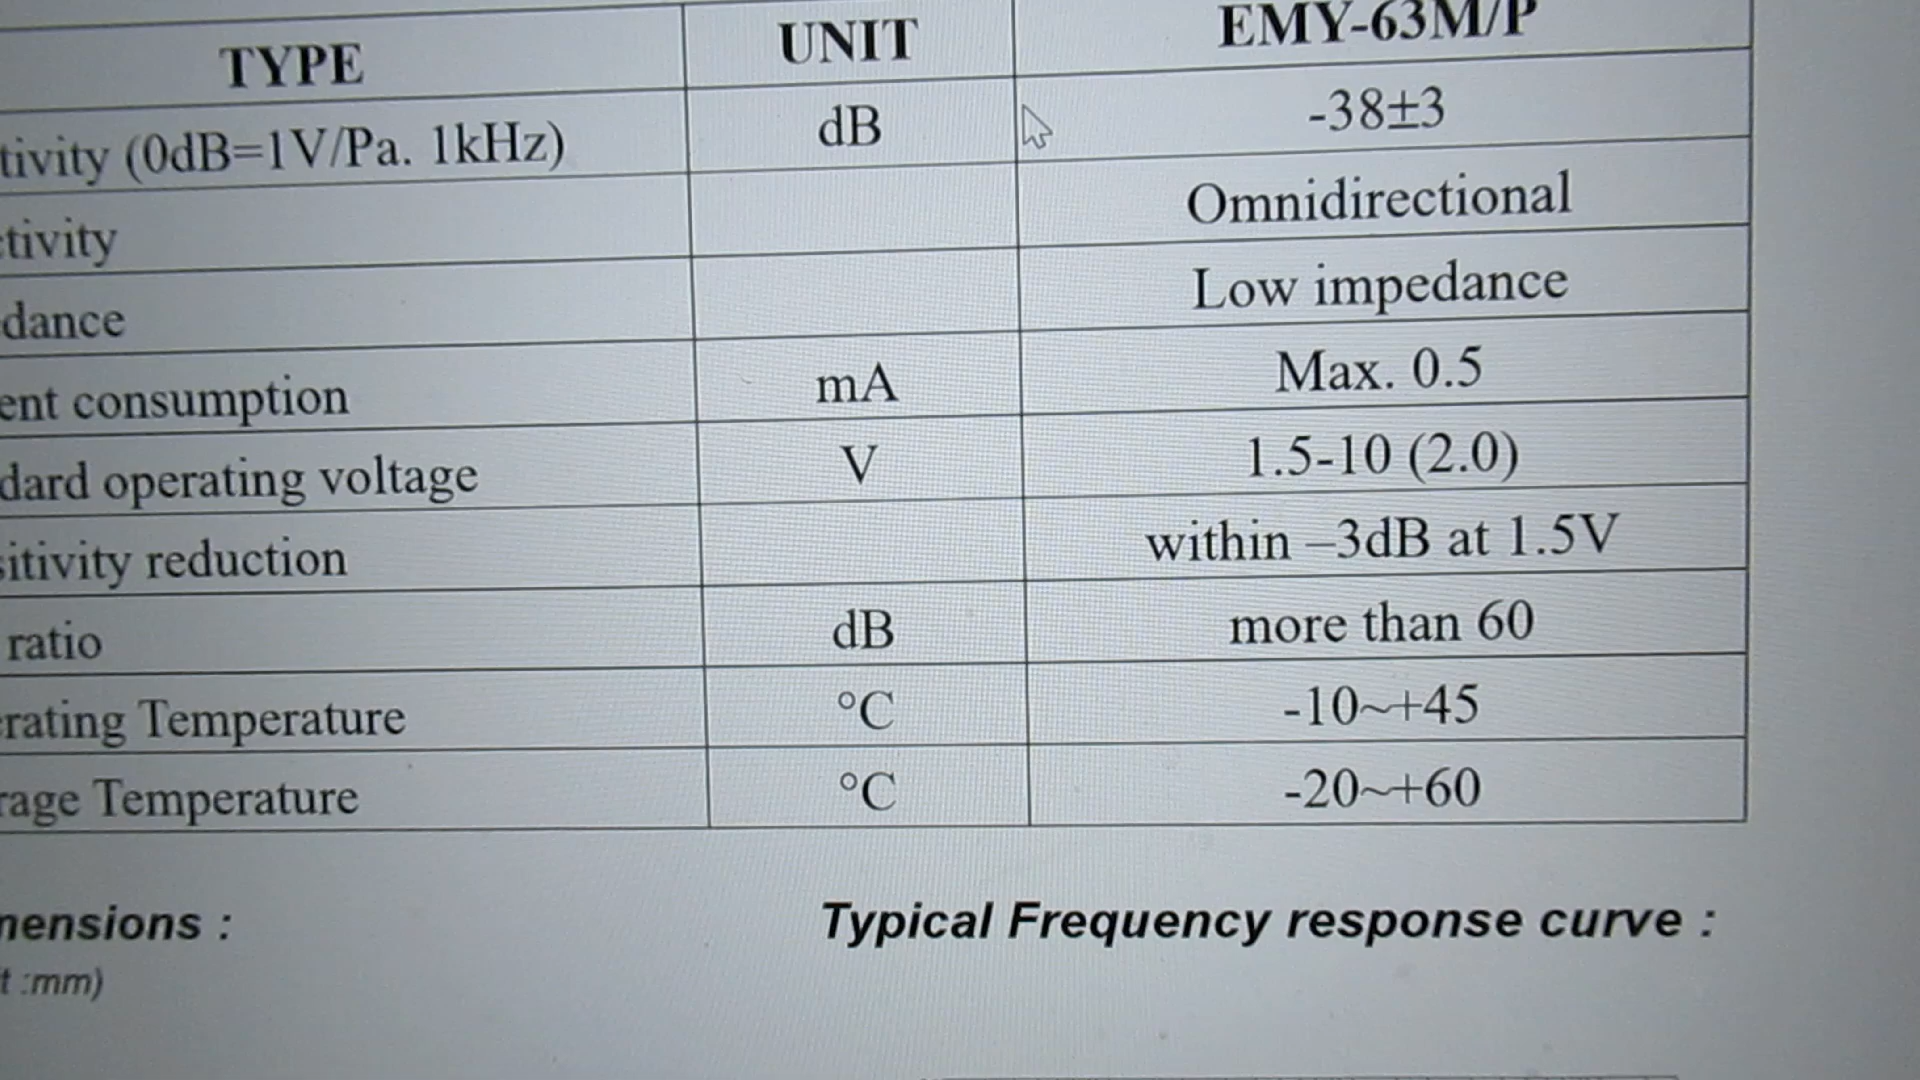 TYPE UNIT EMY-63M/P
tivity (0dB=1V/Pa. 1kHz) dB -38±3
tivity Omnidirectional
dance Low impedance
ent consumption mA Max. 0.5
dard operating voltage V 1.5-10 (2.0)
sitivity reduction within –3dB at 1.5V
ratio dB more than 60
rating Temperature °C -10~+45
rage Temperature °C -20~+60
mensions : Typical Frequency response curve :
t :mm)